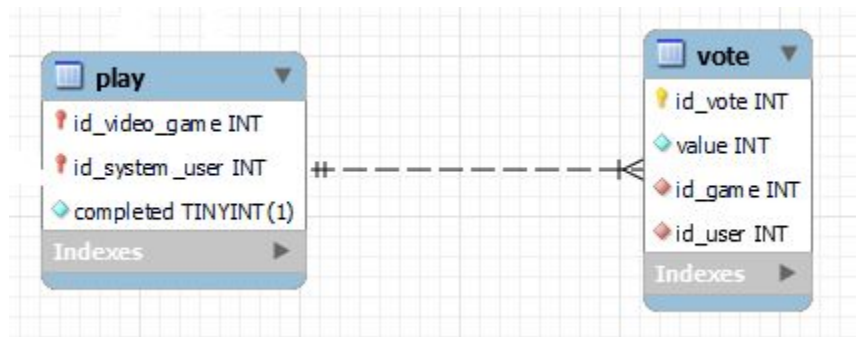 play
id_video_game INT
id_system_user INT
completed TINYINT(1)
Indexes
vote
id_vote INT
value INT
id_game INT
id_user INT
Indexes